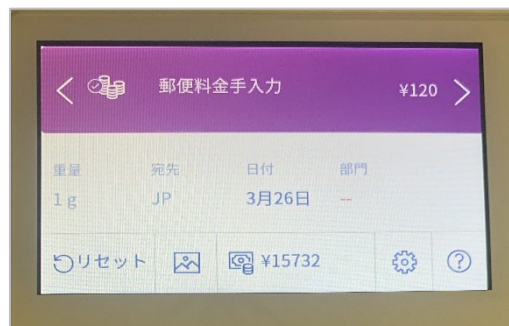 郵便料金手入力 ¥120
重量 宛先 日付 部門
1 g JP 3月26日 --
リセット ¥15732 ?